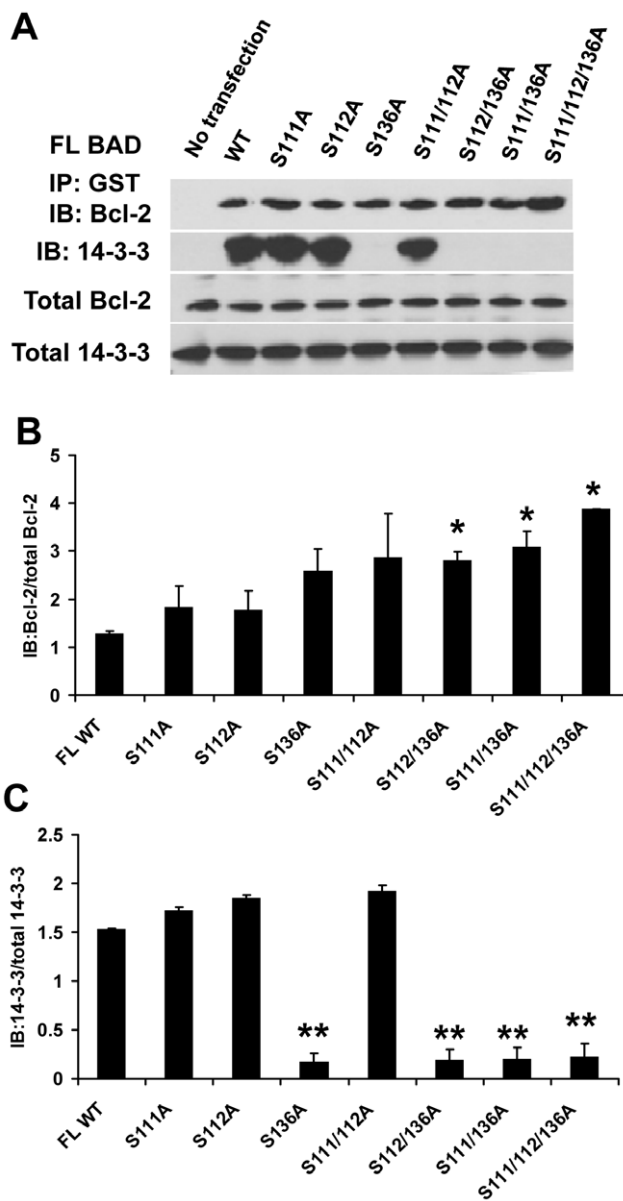 A
No transfection
WT
S111A
S112A
S136A
S111/112A
S112/136A
S111/136A
S111/112/136A
FL BAD
IP: GST
IB: Bcl-2
IB: 14-3-3
Total Bcl-2
Total 14-3-3
B
IB:Bcl-2/total Bcl-2
5
4
3
2
1
0
*
*
*
FL WT
S111A
S112A
S136A
S111/112A
S112/136A
S111/136A
S111/112/136A
C
IB:14-3-3/total 14-3-3
2.5
2
1.5
1
0.5
0
**
**
**
**
FL WT
S111A
S112A
S136A
S111/112A
S112/136A
S111/136A
S111/112/136A